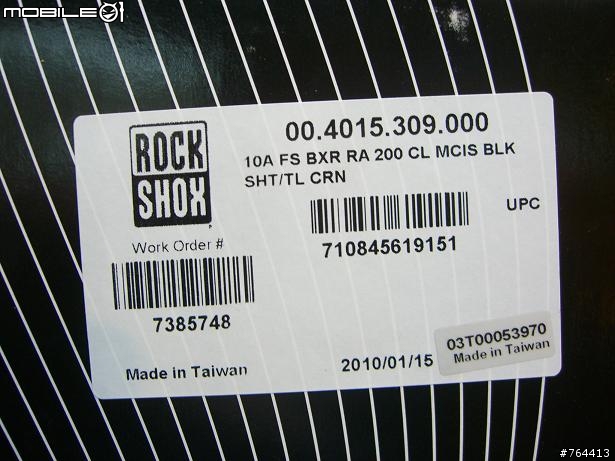 MOBILE01
ROCK
SHOX
00.4015.309.000
10A FS BXR RA 200 CL MCIS BLK
SHT/TL CRN
UPC
710845619151
Work Order #
7385748
03T00053970
Made in Taiwan
Made in Taiwan
2010/01/15
#764413